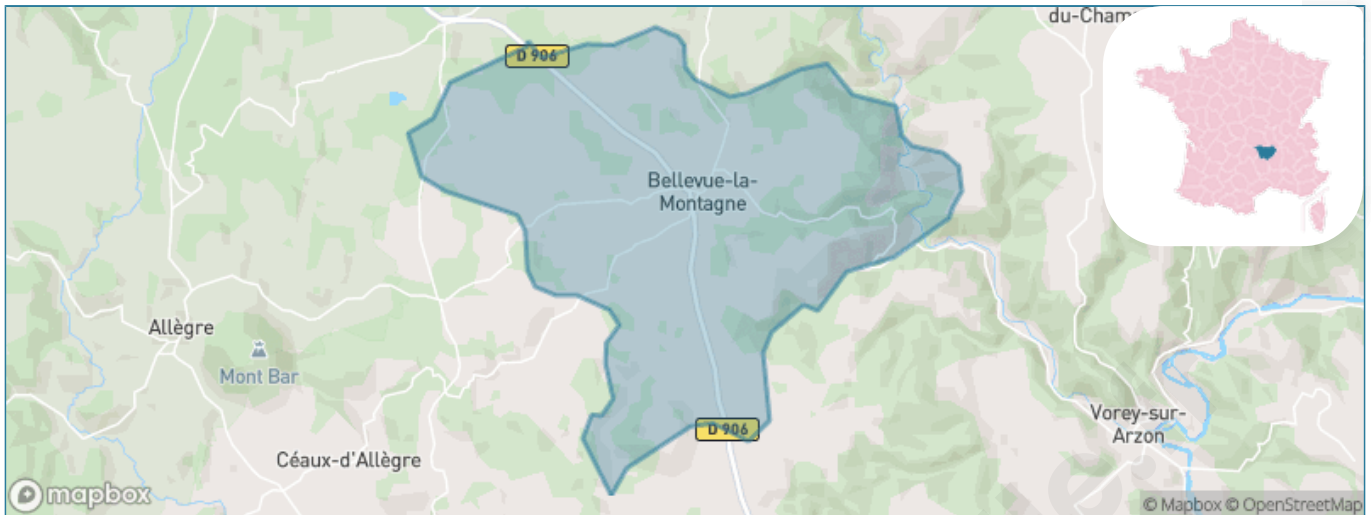 du-Cham
D 906
Bellevue-la-
Montagne
Allègre
Mont Bar
Vorey-sur-
Arzon
D 906
Céaux-d'Allègre
mapbox
© Mapbox © OpenStreetMap